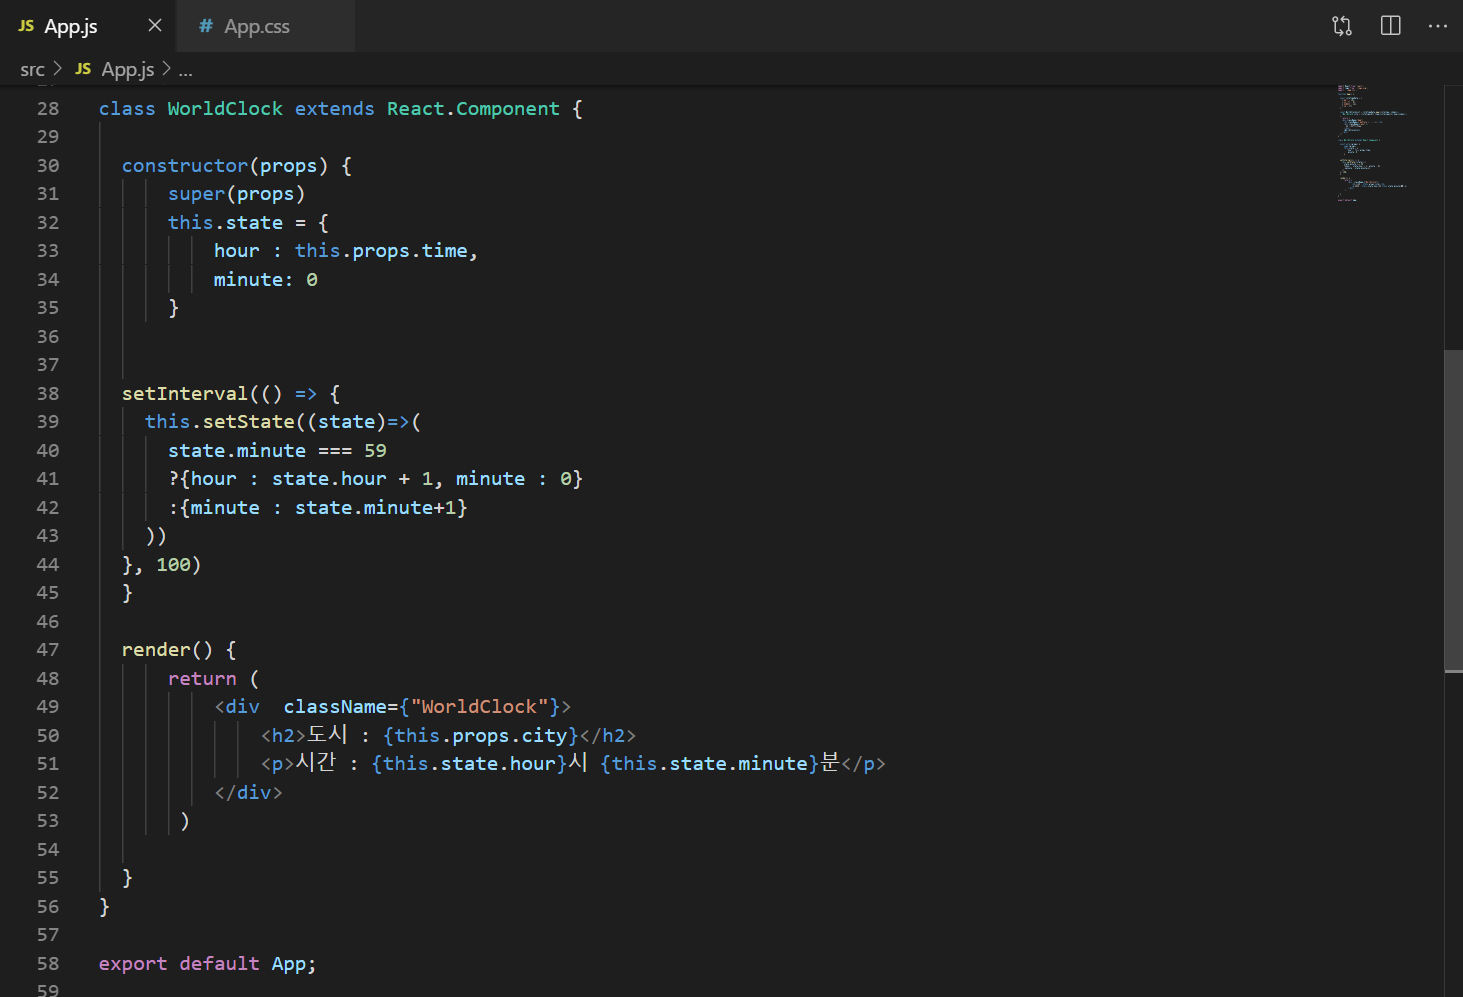 JS App.js × # App.css
src > JS App.js > ...
28 class WorldClock extends React.Component {
29
30 constructor(props) {
31 super(props)
32 this.state = {
33 hour : this.props.time,
34 minute: 0
35 }
36
37
38 setInterval(() => {
39 this.setState((state)=>(
40 state.minute === 59
41 ?{hour : state.hour + 1, minute : 0}
42 :{minute : state.minute+1}
43 ))
44 }, 100)
45 }
46
47 render() {
48 return (
49 <div  className={"WorldClock"}>
50 <h2>도시 : {this.props.city}</h2>
51 <p>시간 : {this.state.hour}시 {this.state.minute}분</p>
52 </div>
53 )
54
55 }
56 }
57
58 export default App;
59